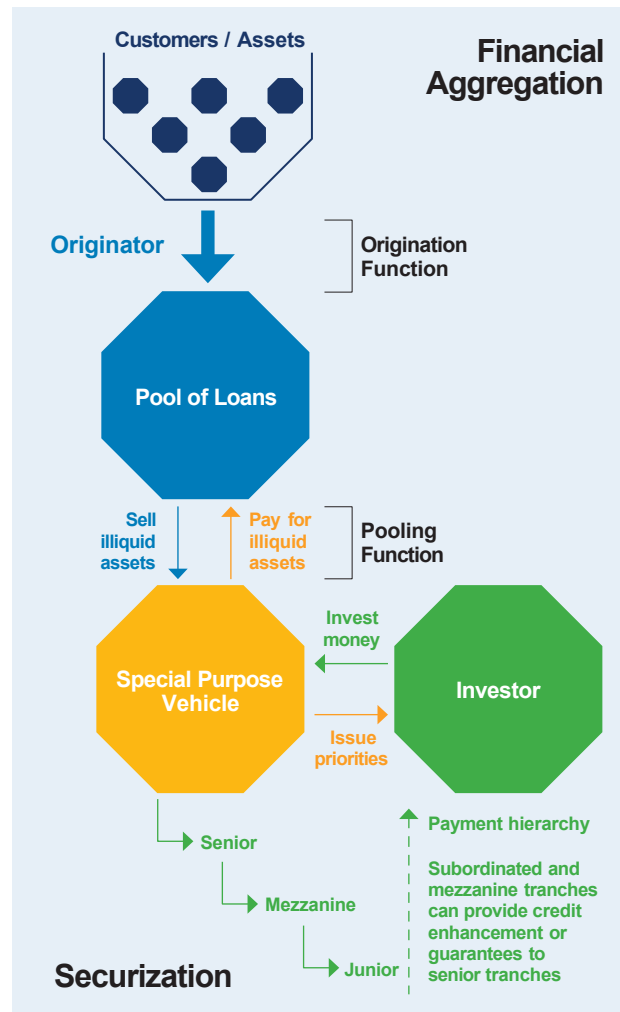 Customers / Assets
Financial
Aggregation
Originator
Origination
Function
Pool of Loans
Sell
illiquid
assets
Pay for
illiquid
assets
Pooling
Function
Special Purpose
Vehicle
Invest
money
Investor
Issue
priorities
Senior
Mezzanine
Junior
Payment hierarchy
Subordinated and
mezzanine tranches
can provide credit
enhancement or
guarantees to
senior tranches
Securization